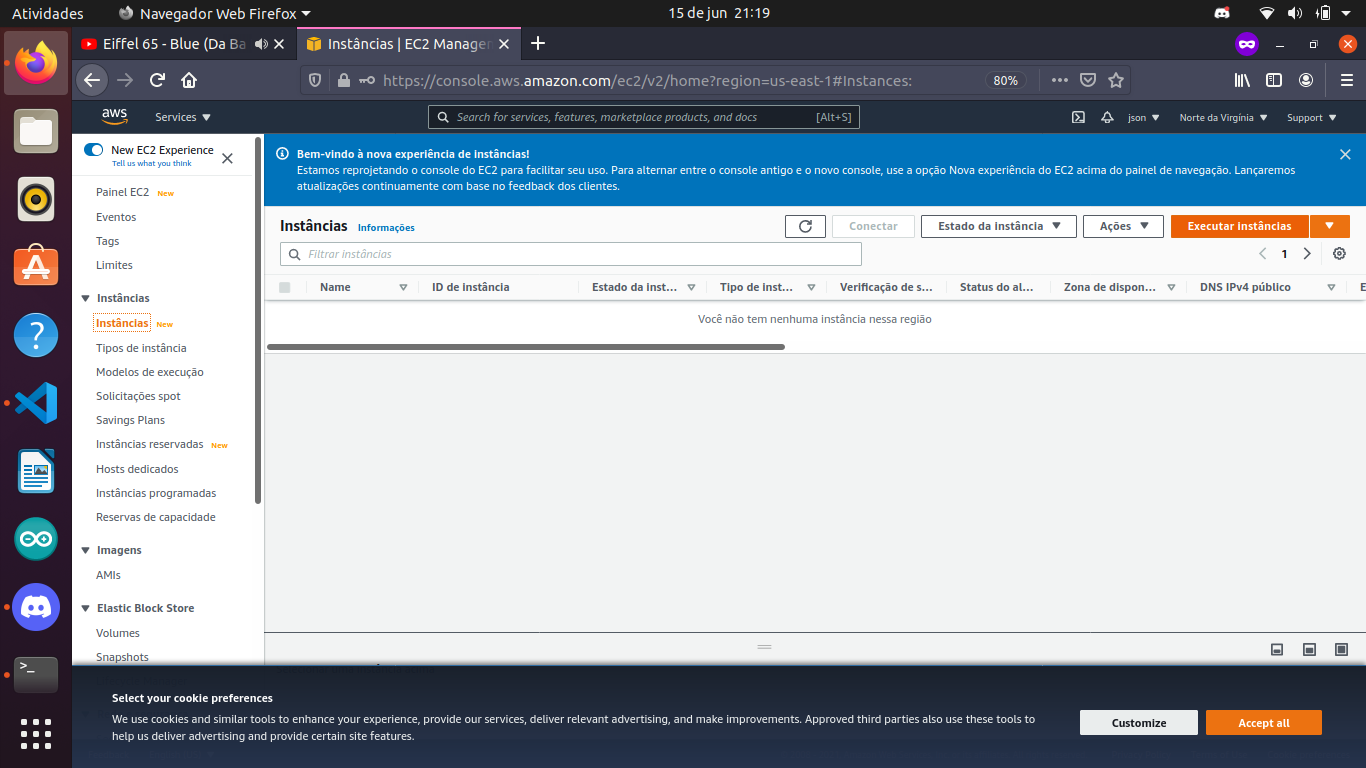 Atividades
Navegador Web Firefox
15 de jun 21:19
Eiffel 65 - Blue (Da Ba
Instâncias | EC2 Manager
https://console.aws.amazon.com/ec2/v2/home?region=us-east-1#Instances:
80%
aws
Services
Search for services, features, marketplace products, and docs
[Alt+S]
json
Norte da Virgínia
Support
New EC2 Experience
Tell us what you think
Painel EC2 New
Eventos
Tags
Limites
Instâncias
Instâncias New
Tipos de instância
Modelos de execução
Solicitações spot
Savings Plans
Instâncias reservadas New
Hosts dedicados
Instâncias programadas
Reservas de capacidade
Imagens
AMIs
Elastic Block Store
Volumes
Snapshots
Bem-vindo à nova experiência de instâncias!
Estamos reprojetando o console do EC2 para facilitar seu uso. Para alternar entre o console antigo e o novo console, use a opção Nova experiência do EC2 acima do painel de navegação. Lançaremos
atualizações continuamente com base no feedback dos clientes.
Instâncias Informações
Conectar
Estado da instância
Ações
Executar instâncias
Filtrar instâncias
1
Name
ID de instância
Estado da inst...
Tipo de inst...
Verificação de s...
Status do al...
Zona de dispon...
DNS IPv4 público
E
Você não tem nenhuma instância nessa região
Select your cookie preferences
We use cookies and similar tools to enhance your experience, provide our services, deliver relevant advertising, and make improvements. Approved third parties also use these tools to
help us deliver advertising and provide certain site features.
Customize
Accept all